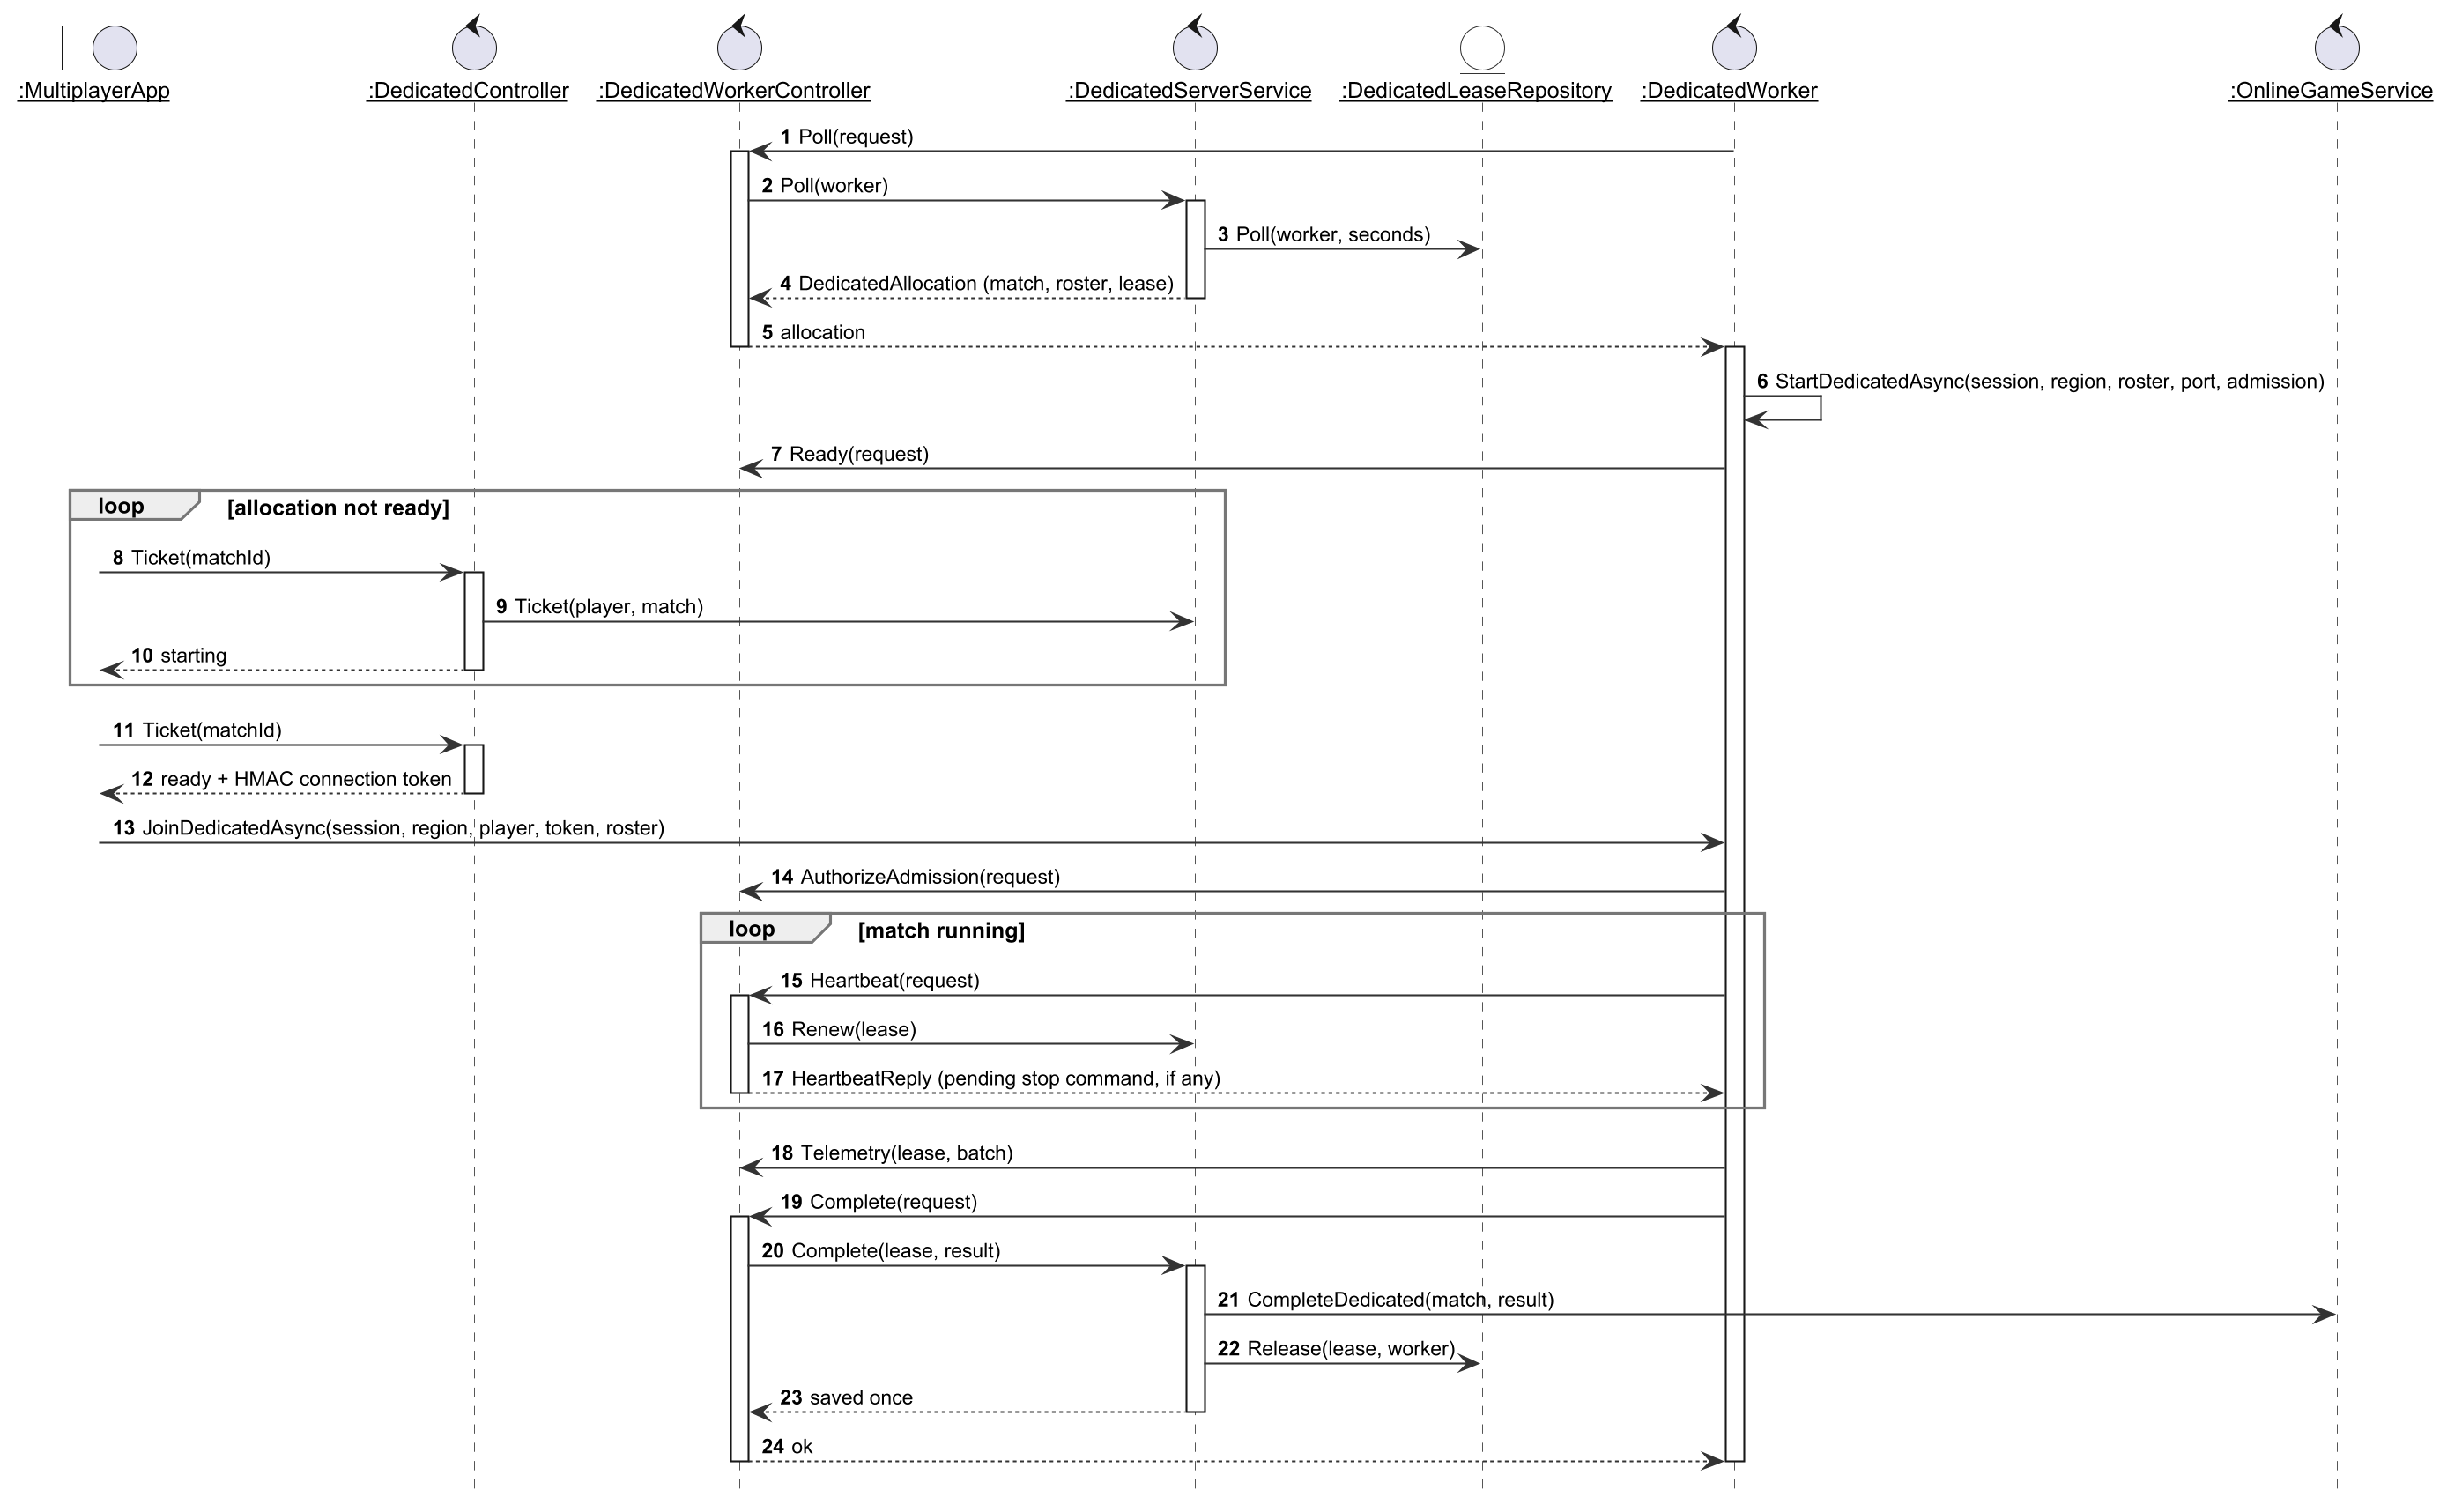 :MultiplayerApp
:DedicatedController
:DedicatedWorkerController
:DedicatedServerService
:DedicatedLeaseRepository
:DedicatedWorker
:OnlineGameService
1 Poll(request)
2 Poll(worker)
3 Poll(worker, seconds)
4 DedicatedAllocation (match, roster, lease)
5 allocation
6 StartDedicatedAsync(session, region, roster, port, admission)
7 Ready(request)
loop [allocation not ready]
8 Ticket(matchId)
9 Ticket(player, match)
10 starting
11 Ticket(matchId)
12 ready + HMAC connection token
13 JoinDedicatedAsync(session, region, player, token, roster)
14 AuthorizeAdmission(request)
loop [match running]
15 Heartbeat(request)
16 Renew(lease)
17 HeartbeatReply (pending stop command, if any)
18 Telemetry(lease, batch)
19 Complete(request)
20 Complete(lease, result)
21 CompleteDedicated(match, result)
22 Release(lease, worker)
23 saved once
24 ok